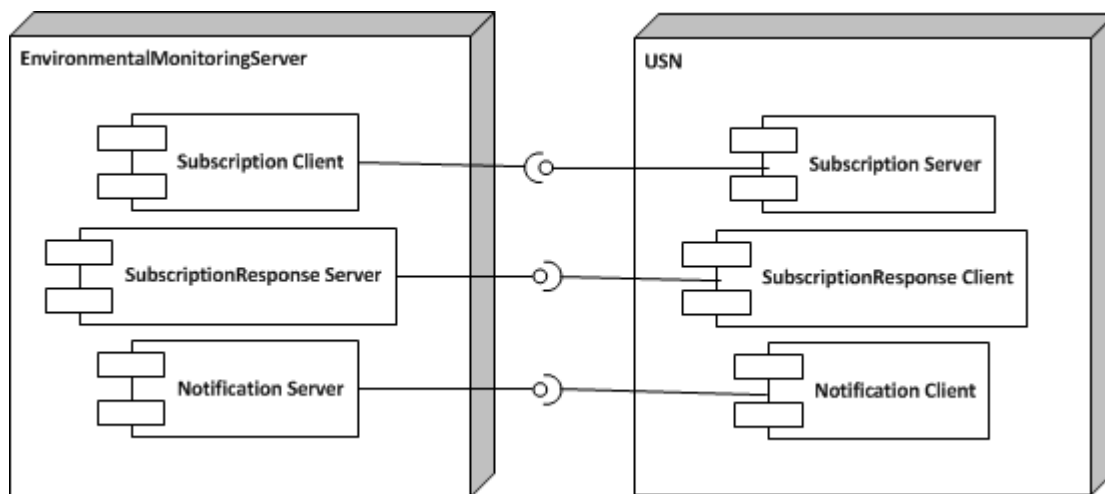 EnvironmentalMonitoringServer
Subscription Client
SubscriptionResponse Server
Notification Server
USN
Subscription Server
SubscriptionResponse Client
Notification Client